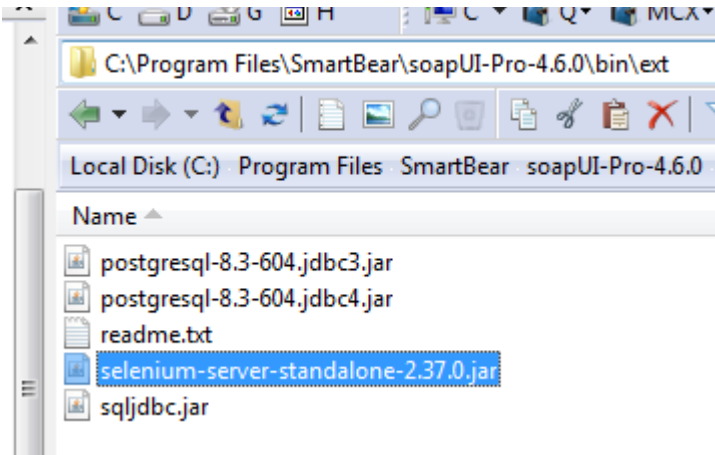 C D G H C Q MCX
C:\Program Files\SmartBear\soapUI-Pro-4.6.0\bin\ext
Local Disk (C:) Program Files SmartBear soapUI-Pro-4.6.0
Name
postgresql-8.3-604.jdbc3.jar
postgresql-8.3-604.jdbc4.jar
readme.txt
selenium-server-standalone-2.37.0.jar
sqljdbc.jar